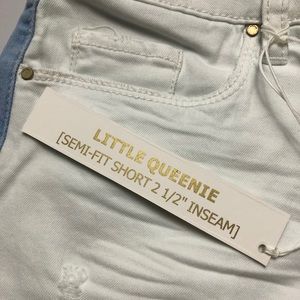 LITTLE QUEENIE
[SEMI-FIT SHORT 2 1/2" INSEAM]